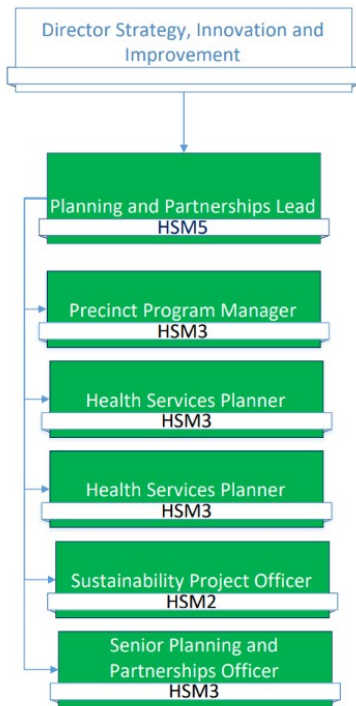 Director Strategy, Innovation and
Improvement
Planning and Partnerships Lead
HSM5
Precinct Program Manager
HSM3
Health Services Planner
HSM3
Health Services Planner
HSM3
Sustainability Project Officer
HSM2
Senior Planning and
Partnerships Officer
HSM3